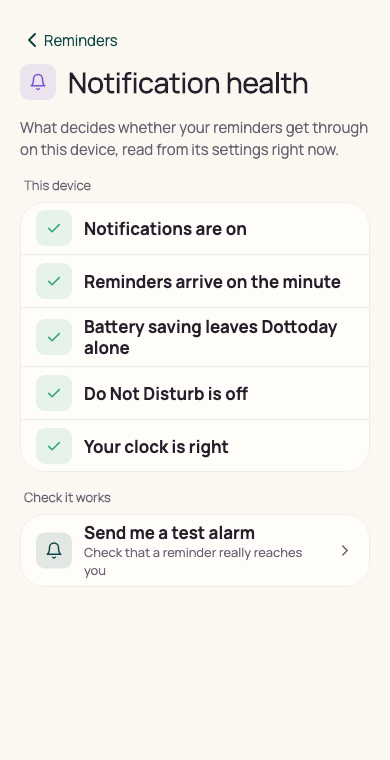 Reminders
Notification health
What decides whether your reminders get through
on this device, read from its settings right now.
This device
Notifications are on
Reminders arrive on the minute
Battery saving leaves Dottoday
alone
Do Not Disturb is off
Your clock is right
Check it works
Send me a test alarm
Check that a reminder really reaches
you